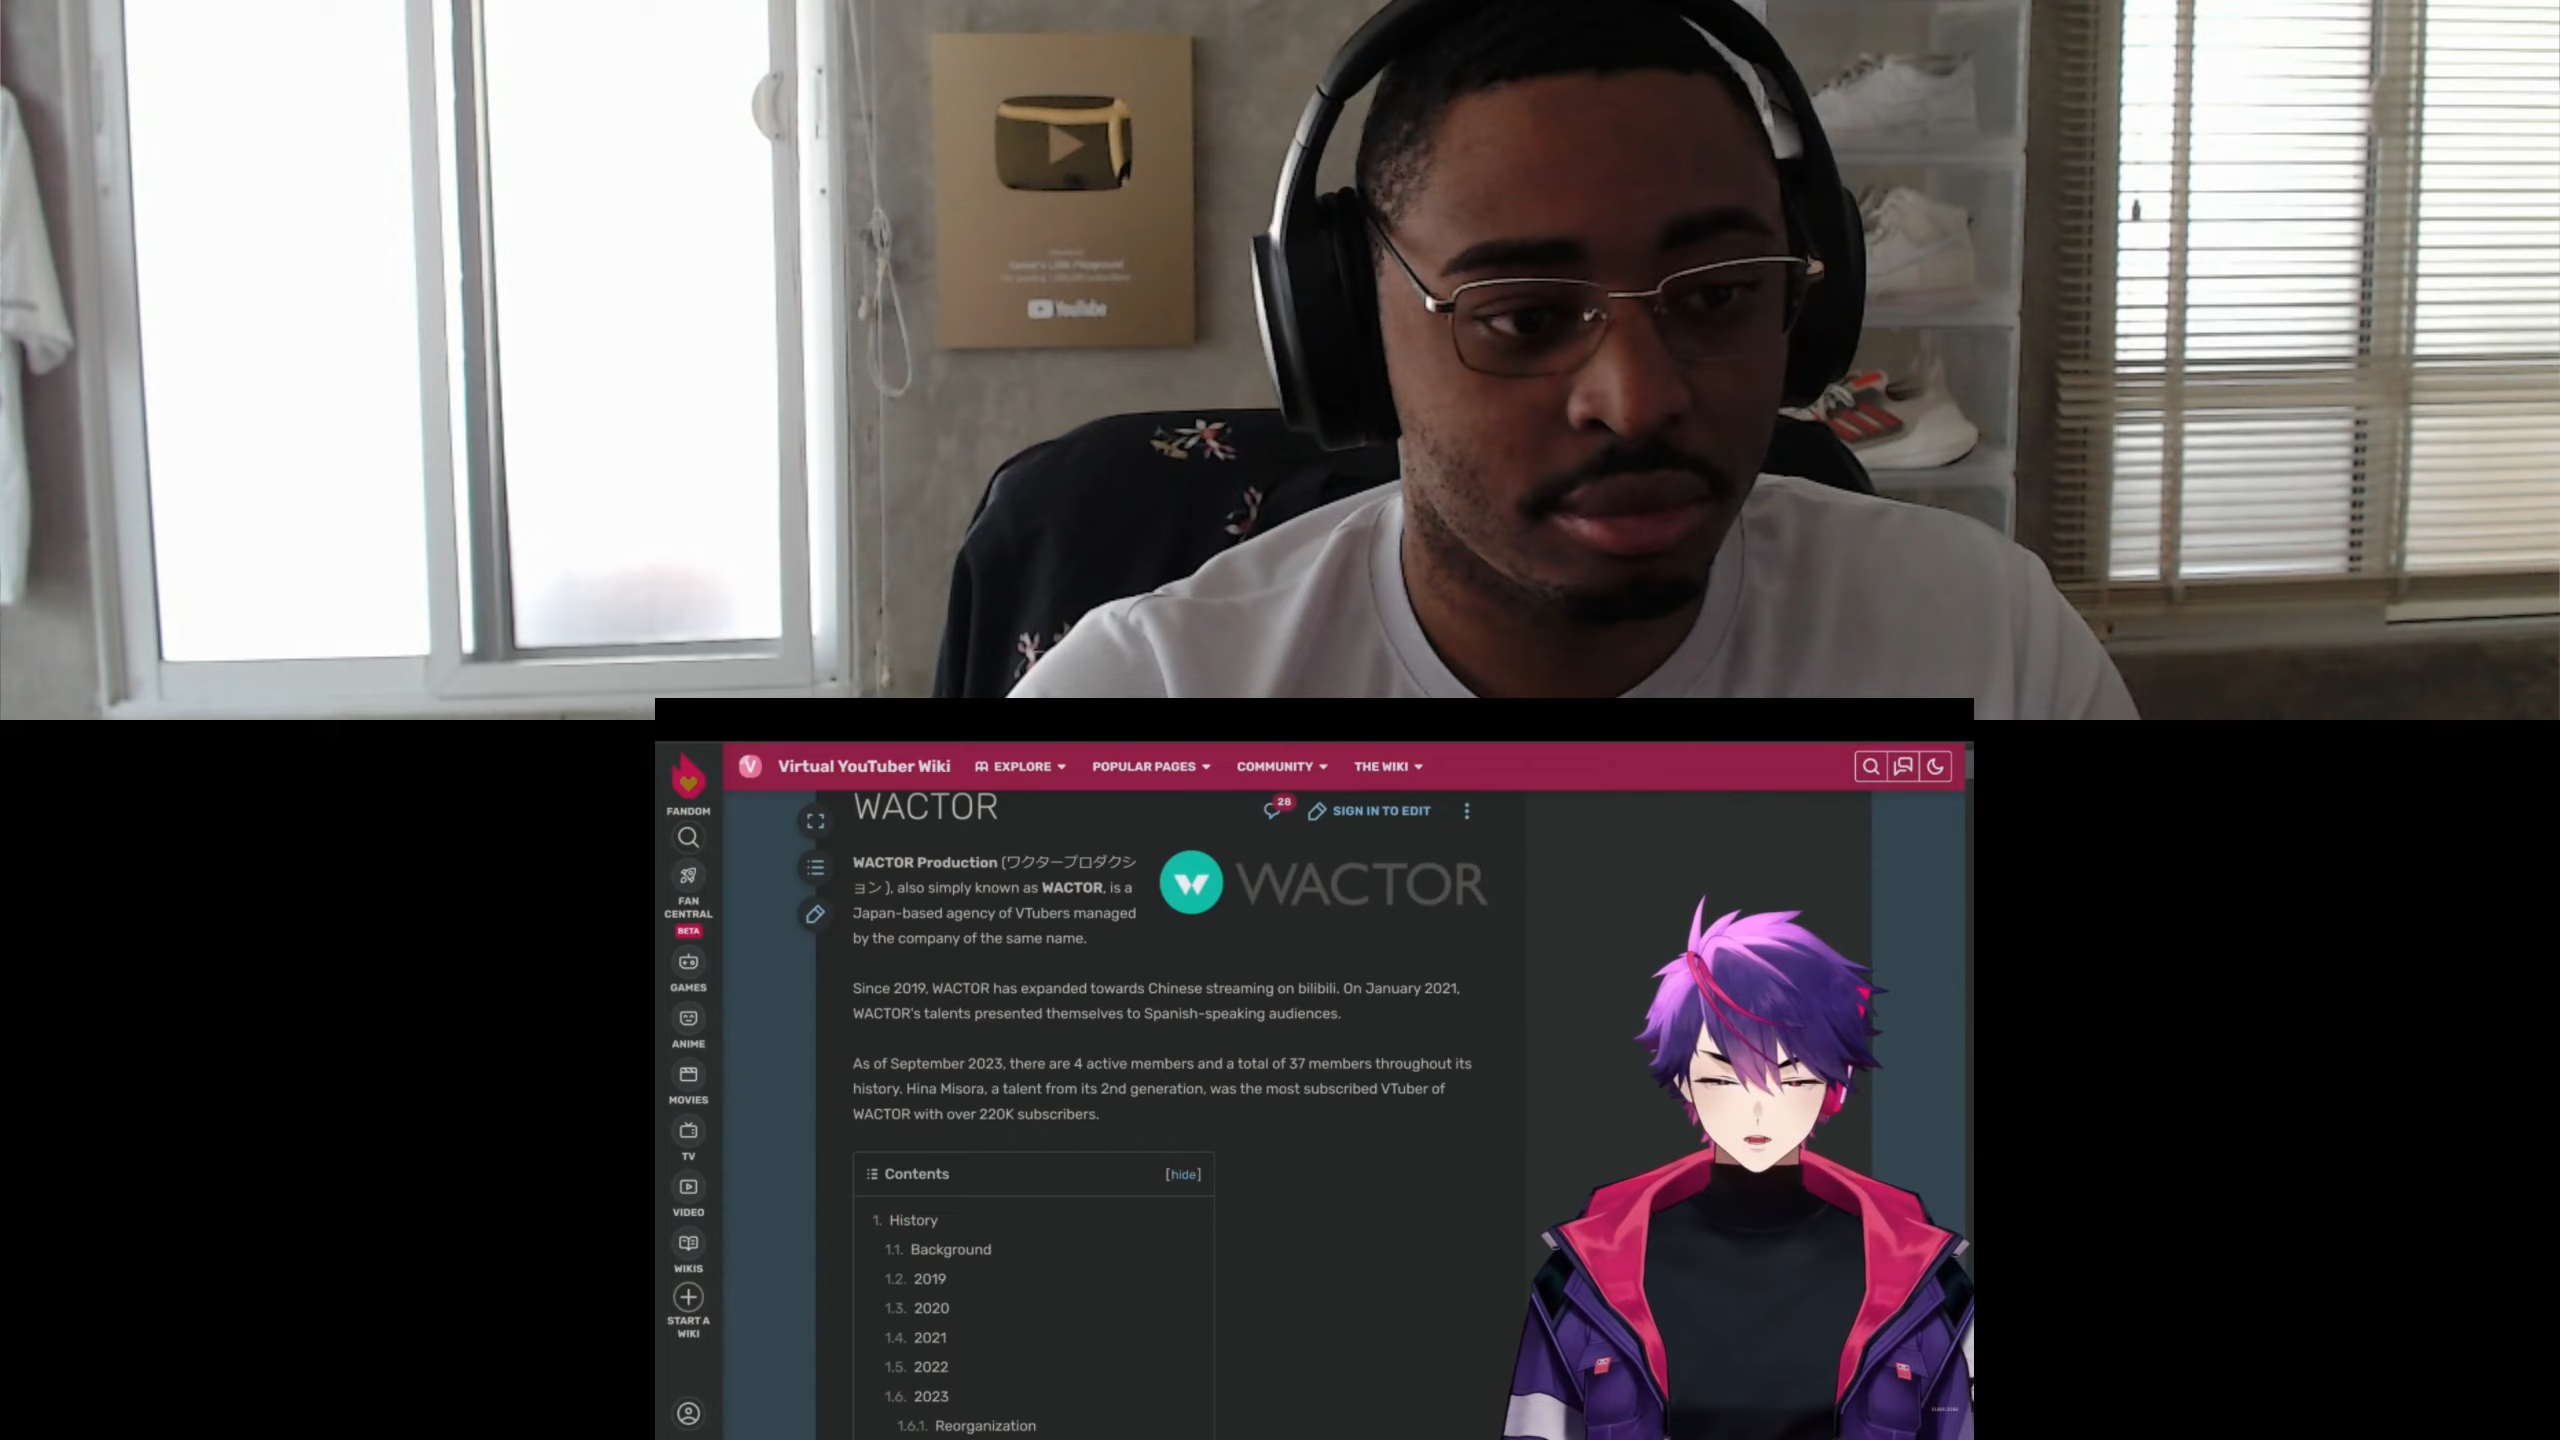 YouTube
Virtual YouTuber Wiki
EXPLORE
POPULAR PAGES
COMMUNITY
THE WIKI
FANDOM
FAN
CENTRAL
BETA
GAMES
ANIME
MOVIES
TV
VIDEO
WIKIS
START A
WIKI
WACTOR
28
SIGN IN TO EDIT
WACTOR Production (ワクタープロダクシ
ョン), also simply known as WACTOR, is a
Japan-based agency of VTubers managed
by the company of the same name.
WACTOR
Since 2019, WACTOR has expanded towards Chinese streaming on bilibili. On January 2021,
WACTOR's talents presented themselves to Spanish-speaking audiences.
As of September 2023, there are 4 active members and a total of 37 members throughout its
history. Hina Misora, a talent from its 2nd generation, was the most subscribed VTuber of
WACTOR with over 220K subscribers.
Contents [hide]
1. History
1.1. Background
1.2. 2019
1.3. 2020
1.4. 2021
1.5. 2022
1.6. 2023
1.6.1. Reorganization
SUBSCRIBE